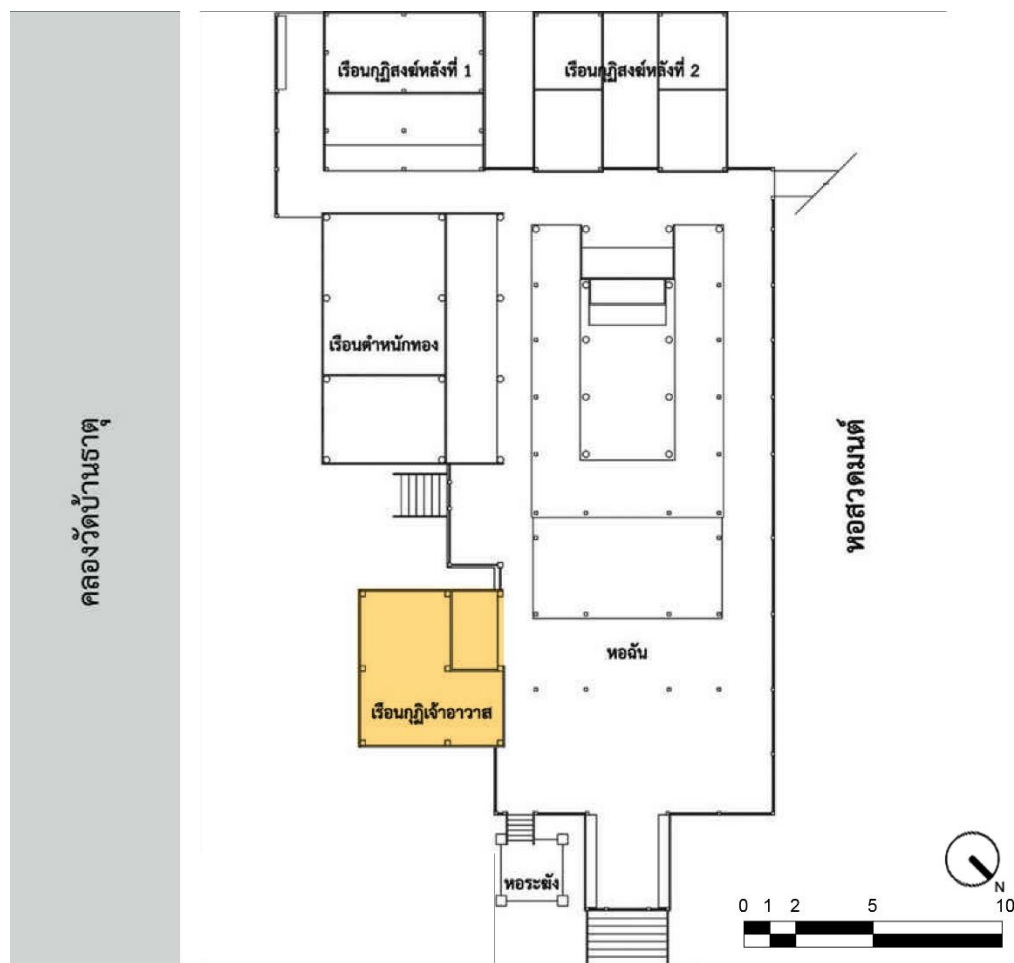 เรือนกุฏิสงฆ์หลังที่ 1
เรือนกุฏิสงฆ์หลังที่ 2
เรือนตำหนักทอง
คลองวัดบ้านธาตุ
หอสวดมนต์
หอฉัน
เรือนกุฏิเจ้าอาวาส
หอระฆัง
N
0 1 2 5 10